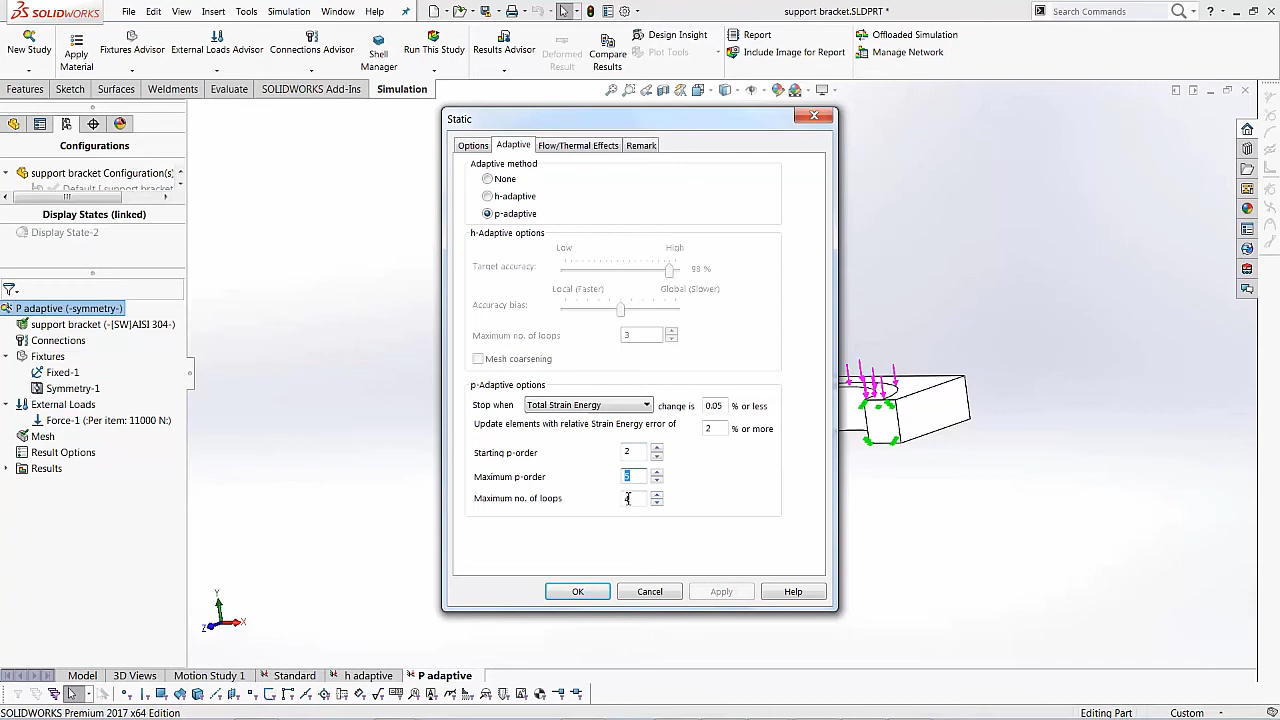 SOLIDWORKS File Edit View Insert Tools Simulation Window Help support bracket.SLDPRT * Search Commands
New Study Apply Material Fixtures Advisor External Loads Advisor Connections Advisor Shell Manager Run This Study Results Advisor Deformed Result Compare Results
Design Insight Report Offloaded Simulation
Plot Tools Include Image for Report Manage Network
Features Sketch Surfaces Weldments Evaluate SOLIDWORKS Add-Ins Simulation
Configurations
support bracket Configuration(s)
Default [ support bracket
Display States (linked)
Display State-2
P adaptive (-symmetry-)
support bracket (-[SW]AISI 304-)
Connections
Fixtures
Fixed-1
Symmetry-1
External Loads
Force-1 (:Per item: 11000 N:)
Mesh
Result Options
Results
Static
Options Adaptive Flow/Thermal Effects Remark
Adaptive method
None
h-adaptive
p-adaptive
h-Adaptive options
Low High
Target accuracy: 98 %
Local (Faster) Global (Slower)
Accuracy bias:
Maximum no. of loops 3
Mesh coarsening
p-Adaptive options
Stop when Total Strain Energy change is 0.05 % or less
Update elements with relative Strain Energy error of 2 % or more
Starting p-order 2
Maximum p-order 5
Maximum no. of loops
OK Cancel Apply Help
Y
Z X
Model 3D Views Motion Study 1 Standard h adaptive P adaptive
SOLIDWORKS Premium 2017 x64 Edition Editing Part Custom